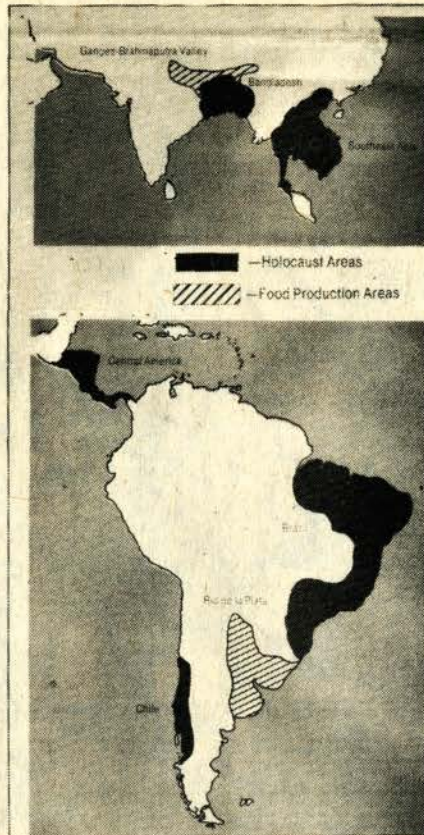 Ganges-Brahmaputra Valley
Bangladesh
Southeast Asia
—Holocaust Areas
—Food Production Areas
Central America
Brazil
Rio de la Plata
Chile